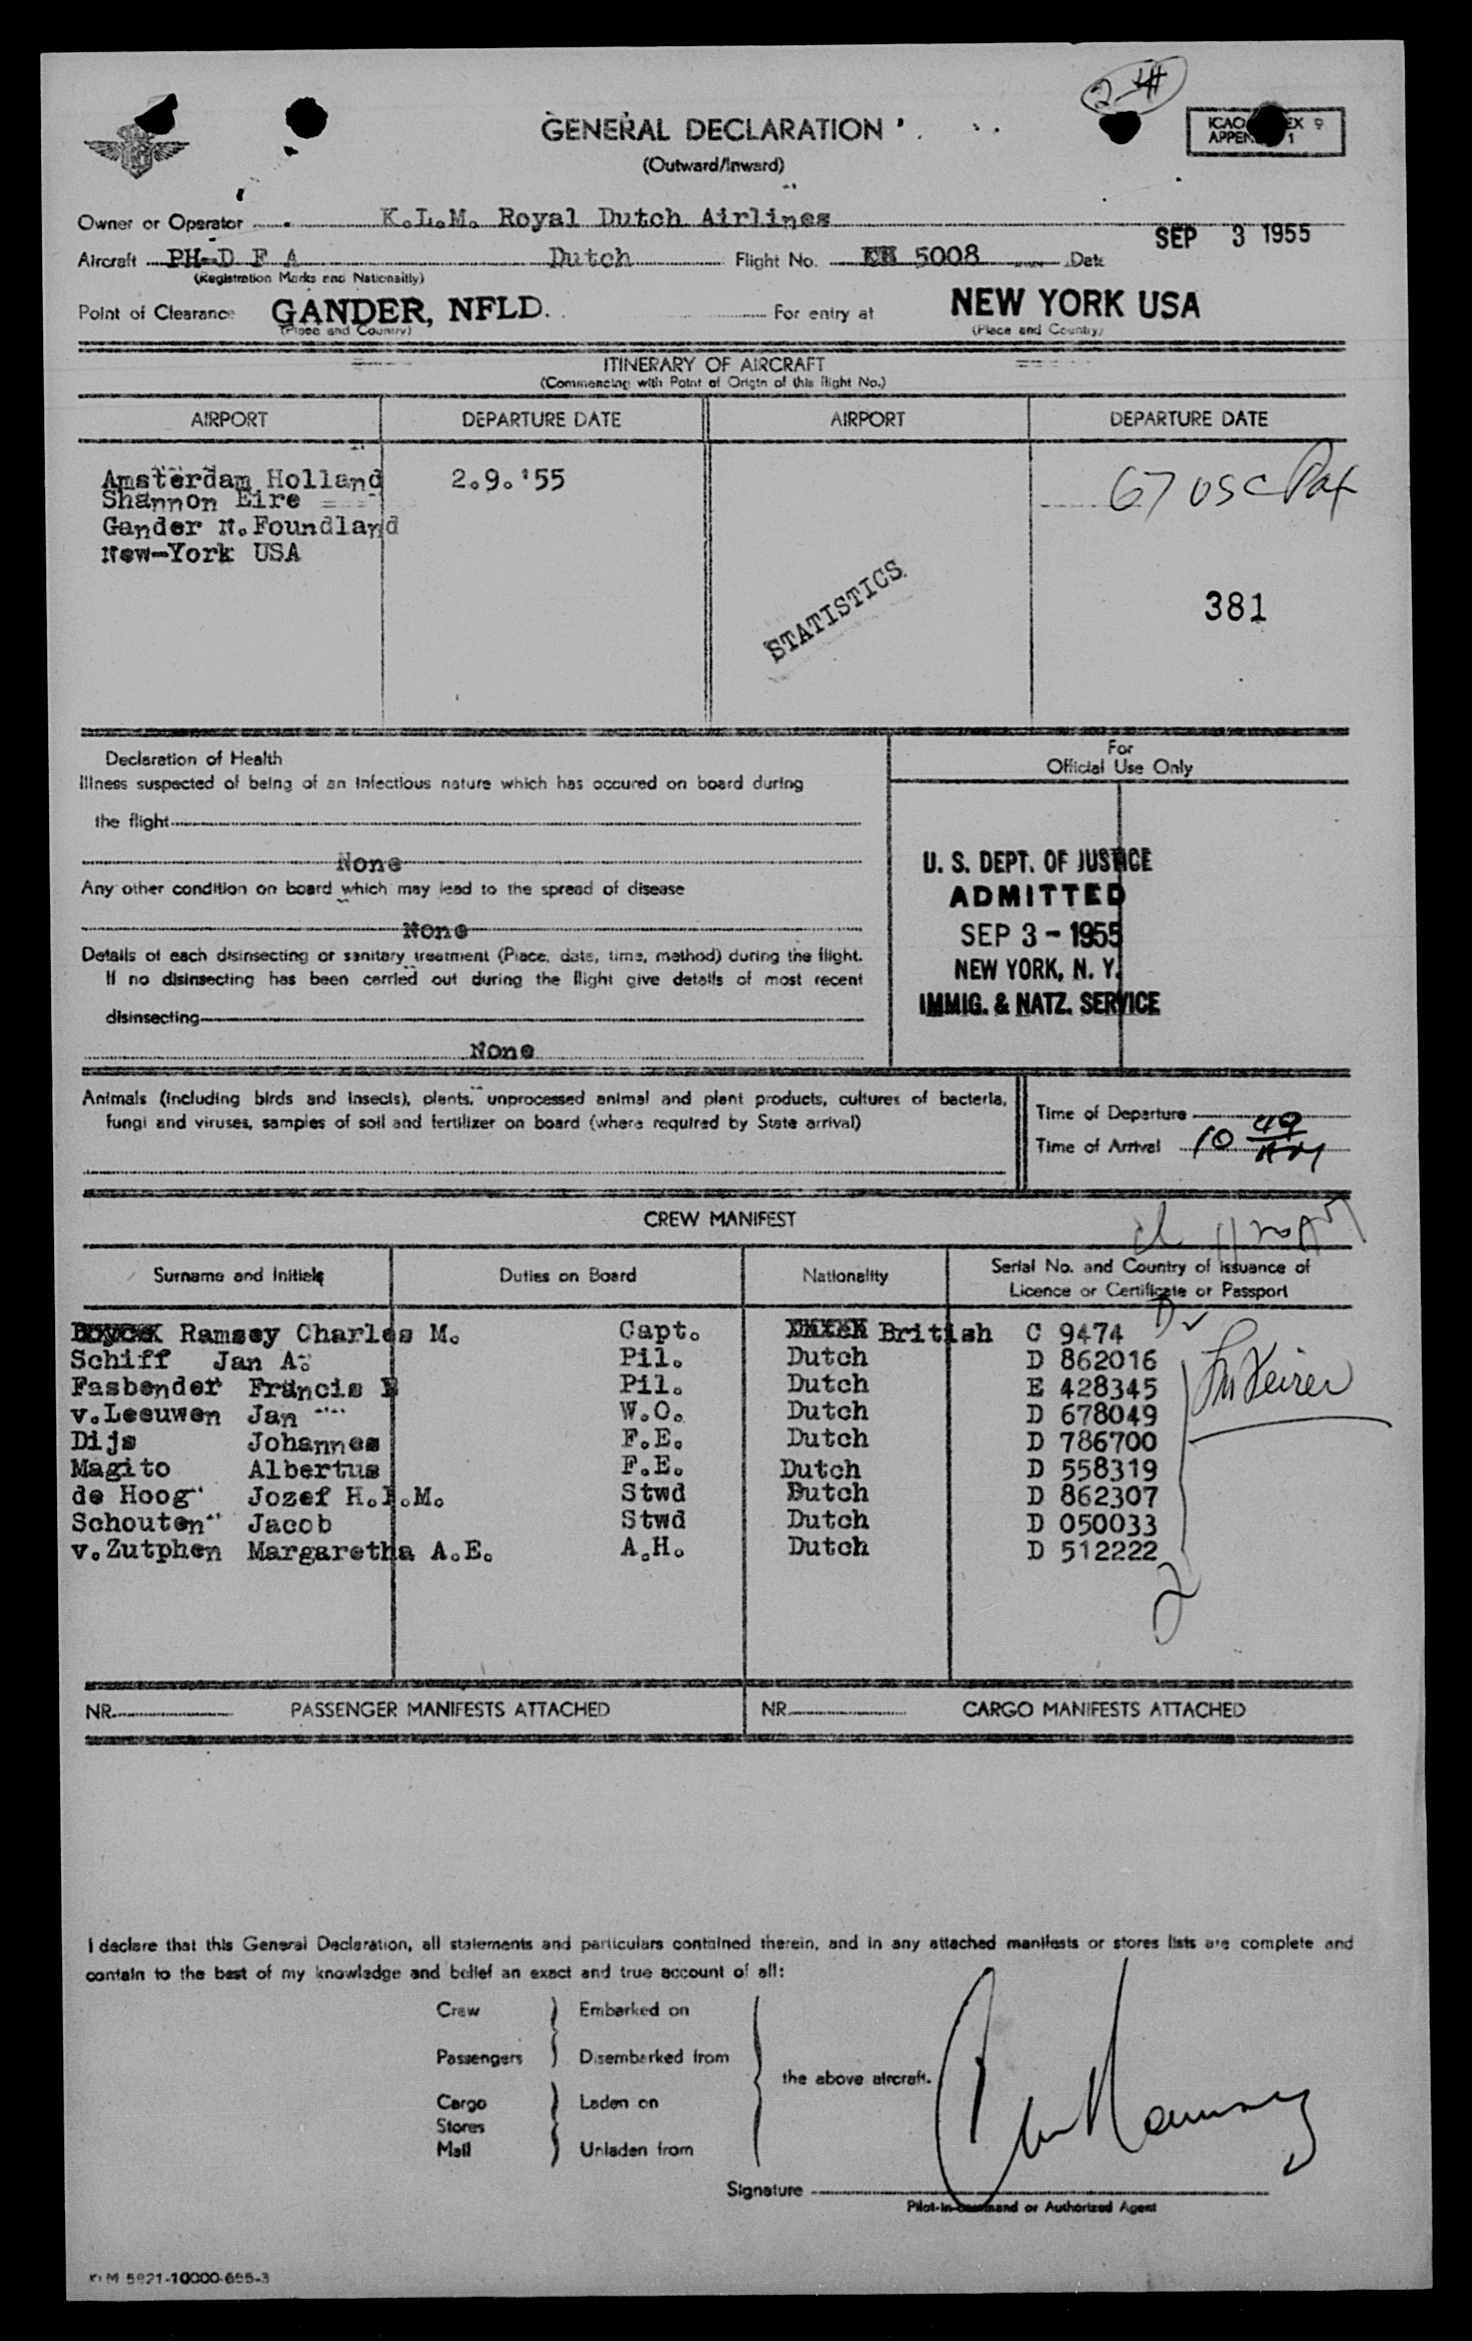 GENERAL DECLARATION
(Outward/Inward)
ICAO EX 9
APPEN 1
Owner or Operator K.L.M. Royal Dutch Airlines
SEP 3 1955
Aircraft PH-D F A Dutch Flight No. 5008 Date
(Registration Marks and Nationality)
Point of Clearance GANDER, NFLD. For entry at NEW YORK USA
(Place and Country) (Place and Country)
ITINERARY OF AIRCRAFT
(Commencing with Point of Origin of this flight No.)
AIRPORT DEPARTURE DATE AIRPORT DEPARTURE DATE
Amsterdam Holland 2.9.'55
67 USC Pax
Shannon Eire
Gander N.Foundland
New-York USA
STATISTICS
381
Declaration of Health
For
Official Use Only
Illness suspected of being of an infectious nature which has occured on board during
the flight
None
Any other condition on board which may lead to the spread of disease
None
Details of each disinsecting or sanitary treatment (Place, date, time, method) during the flight.
If no disinsecting has been carried out during the flight give details of most recent
disinsecting
None
U. S. DEPT. OF JUSTICE
ADMITTED
SEP 3 - 1955
NEW YORK, N. Y.
IMMIG. & NATZ. SERVICE
Animals (including birds and insects), plants, unprocessed animal and plant products, cultures of bacteria,
fungi and viruses, samples of soil and fertilizer on board (where required by State arrival)
Time of Departure
Time of Arrival 10 49 AM
CREW MANIFEST
Surname and Initials Duties on Board Nationality Serial No. and Country of issuance of
Licence or Certificate or Passport
Ramsey Charles M. Capt. British C 9474
Schiff Jan A. Pil. Dutch D 862016
Fasbender Francis Pil. Dutch E 428345
v.Leeuwen Jan W.O. Dutch D 678049
Dijs Johannes F.E. Dutch D 786700
Magito Albertus F.E. Dutch D 558319
de Hoog Jozef H. .M. Stwd Dutch D 862307
Schouten Jacob Stwd Dutch D 050033
v.Zutphen Margaretha A.E. A.H. Dutch D 512222
NR. PASSENGER MANIFESTS ATTACHED NR. CARGO MANIFESTS ATTACHED
I declare that this General Declaration, all statements and particulars contained therein, and in any attached manifests or stores lists are complete and
contain to the best of my knowledge and belief an exact and true account of all:
Crew Embarked on
Passengers Disembarked from
the above aircraft.
Cargo Laden on
Stores
Mail Unladen from
Signature
Pilot-in-command or Authorized Agent
KLM 5821-10000-655-3